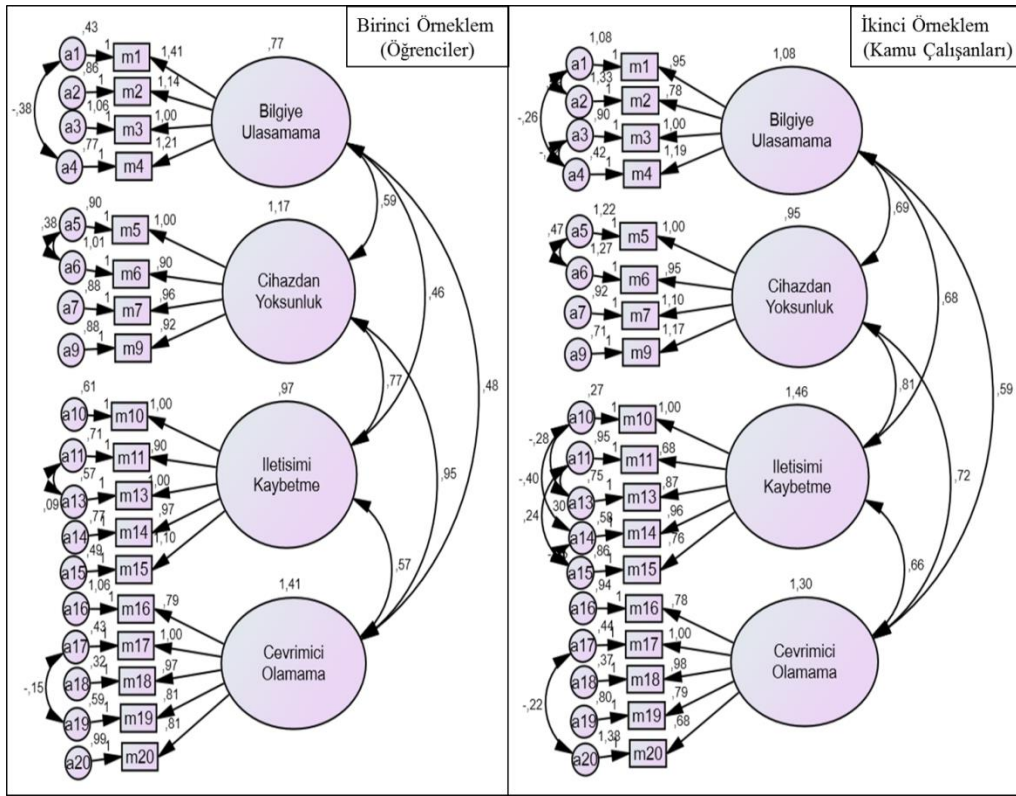 Birinci Örneklem
(Öğrenciler)
,43
a1
1
m1
1,41
,77
,86
a2
1
m2
1,14
-,38
1,06
a3
1
m3
1,00
Bilgiye
Ulasamama
,77
a4
1
m4
1,21
,59
,90
a5
1
m5
1,00
1,17
,38
1,01
a6
1
m6
,90
,46
,88
a7
1
m7
,96
Cihazdan
Yoksunluk
,88
a9
1
m9
,92
,77
,48
,61
a10
1
m10
1,00
,97
,95
,71
a11
1
m11
,90
,57
,09
a13
1
m13
1,00
Iletisimi
Kaybetme
,77
a14
1
m14
,97
,49
a15
1
m15
1,10
,57
1,06
a16
1
m16
,79
1,41
,43
a17
1
m17
1,00
-,15
,32
a18
1
m18
,97
Cevrimici
Olamama
,59
a19
1
m19
,81
,99
a20
1
m20
,81
İkinci Örneklem
(Kamu Çalışanları)
1,08
a1
1
m1
,95
1,08
1,33
a2
1
m2
,78
-,26
,90
a3
1
m3
1,00
Bilgiye
Ulasamama
,42
a4
1
m4
1,19
,69
1,22
a5
1
m5
1,00
,95
,47
1,27
a6
1
m6
,95
,68
,92
a7
1
m7
1,10
Cihazdan
Yoksunluk
,71
a9
1
m9
1,17
,81
,59
,27
a10
1
m10
1,00
1,46
-,28
,95
a11
1
m11
,68
,72
-,40
,75
a13
1
m13
,87
Iletisimi
Kaybetme
,24
,30
,58
a14
1
m14
,96
,86
a15
1
m15
,76
,66
,94
a16
1
m16
,78
1,30
,44
a17
1
m17
1,00
-,22
,37
a18
1
m18
,98
Cevrimici
Olamama
,80
a19
1
m19
,79
1,38
a20
1
m20
,68